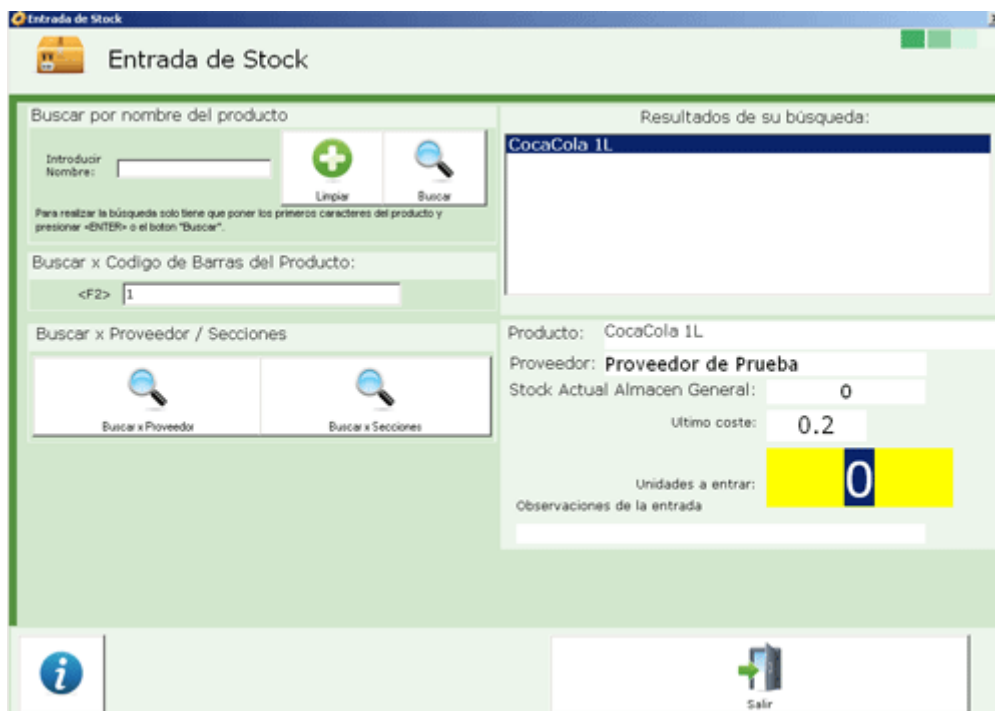 Entrada de Stock
Entrada de Stock
Buscar por nombre del producto
Introducir
Nombre:
Limpiar
Buscar
Para realizar la búsqueda solo tiene que poner los primeros caracteres del producto y
presionar <ENTER> o el boton "Buscar".
Buscar x Codigo de Barras del Producto:
<F2> 1
Buscar x Proveedor / Secciones
Buscar x Proveedor
Buscar x Secciones
Resultados de su búsqueda:
CocaCola 1L
Producto: CocaCola 1L
Proveedor: Proveedor de Prueba
Stock Actual Almacen General: 0
Ultimo coste: 0.2
Unidades a entrar: 0
Observaciones de la entrada
i
Salir